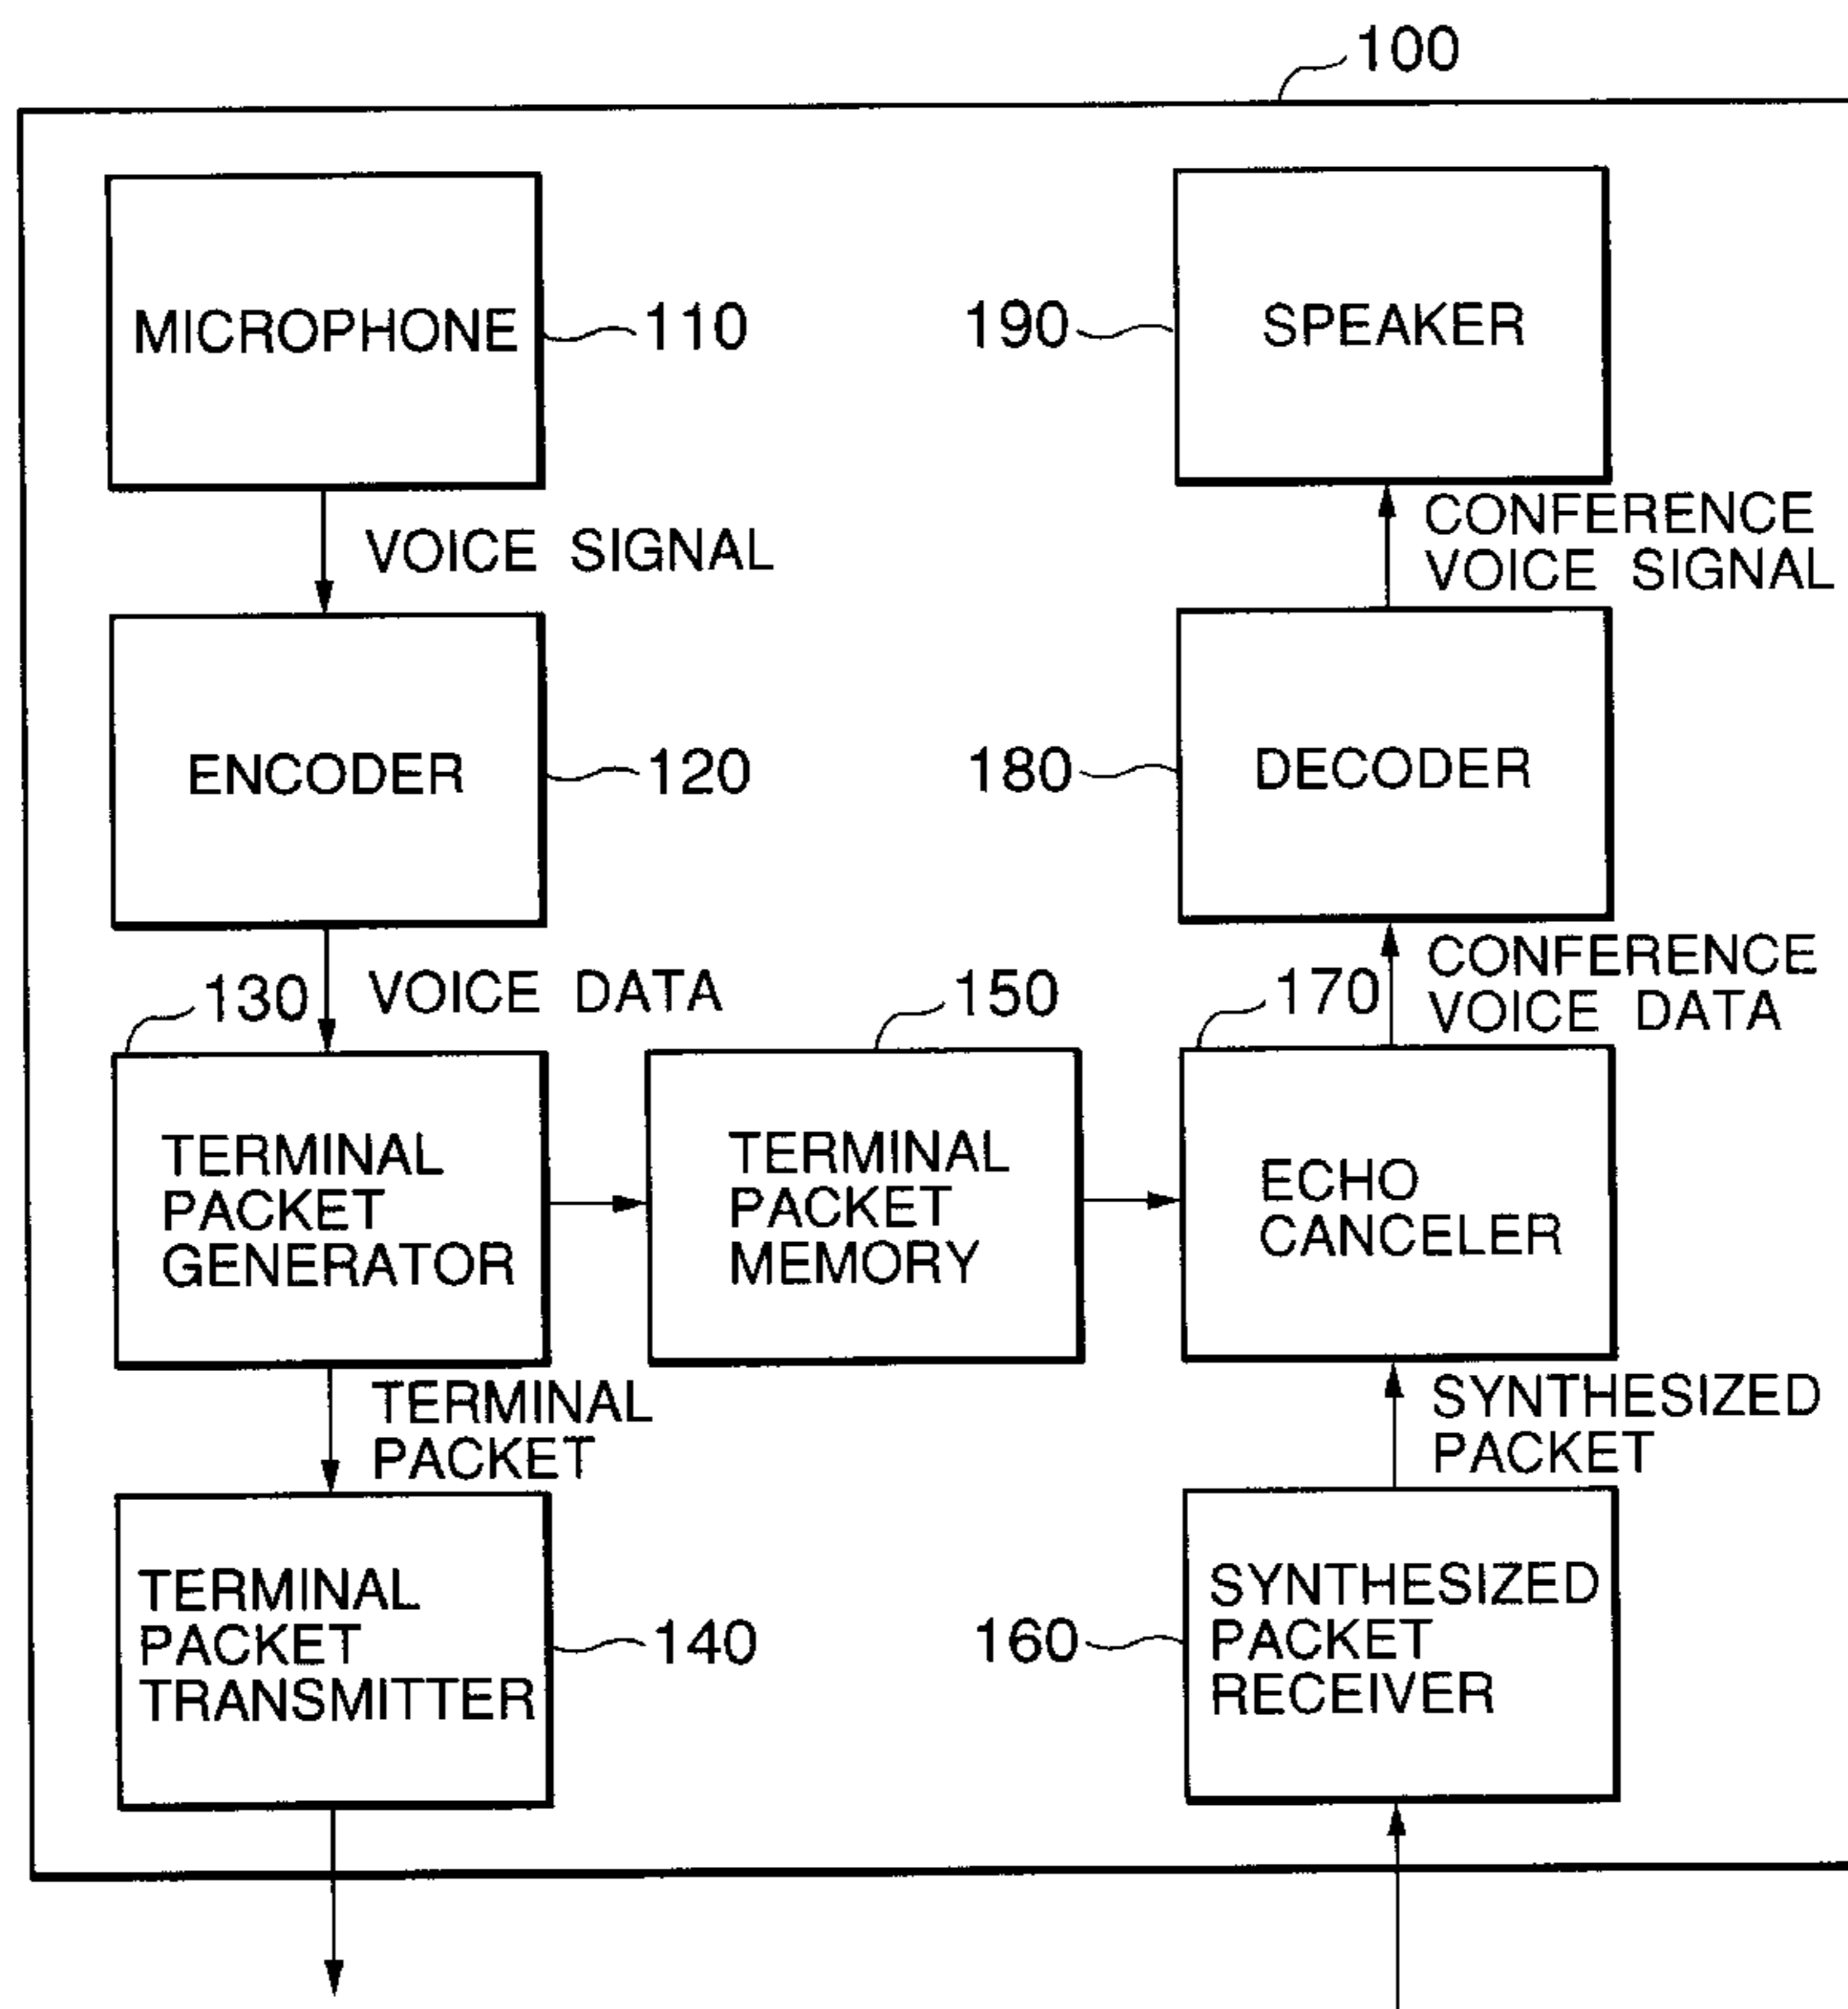 100
MICROPHONE
110
190
SPEAKER
VOICE SIGNAL
CONFERENCE
VOICE SIGNAL
ENCODER
120
180
DECODER
130
VOICE DATA
150
170
CONFERENCE
VOICE DATA
TERMINAL
PACKET
GENERATOR
TERMINAL
PACKET
MEMORY
ECHO
CANCELER
TERMINAL
PACKET
SYNTHESIZED
PACKET
TERMINAL
PACKET
TRANSMITTER
140
160
SYNTHESIZED
PACKET
RECEIVER